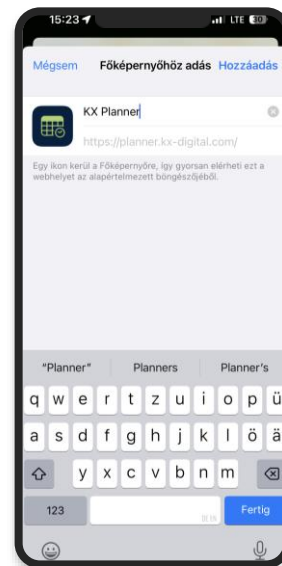 15:23
LTE 30
Mégsem Főképernyőhöz adás Hozzáadás
KX Planner
https://planner.kx-digital.com/
Egy ikon kerül a Főképernyőre, így gyorsan elérheti ezt a
webhelyet az alapértelmezett böngészőjéből.
"Planner" Planners Planner's
q w e r t z u i o p ü
a s d f g h j k l ö ä
y x c v b n m
123 Fertig